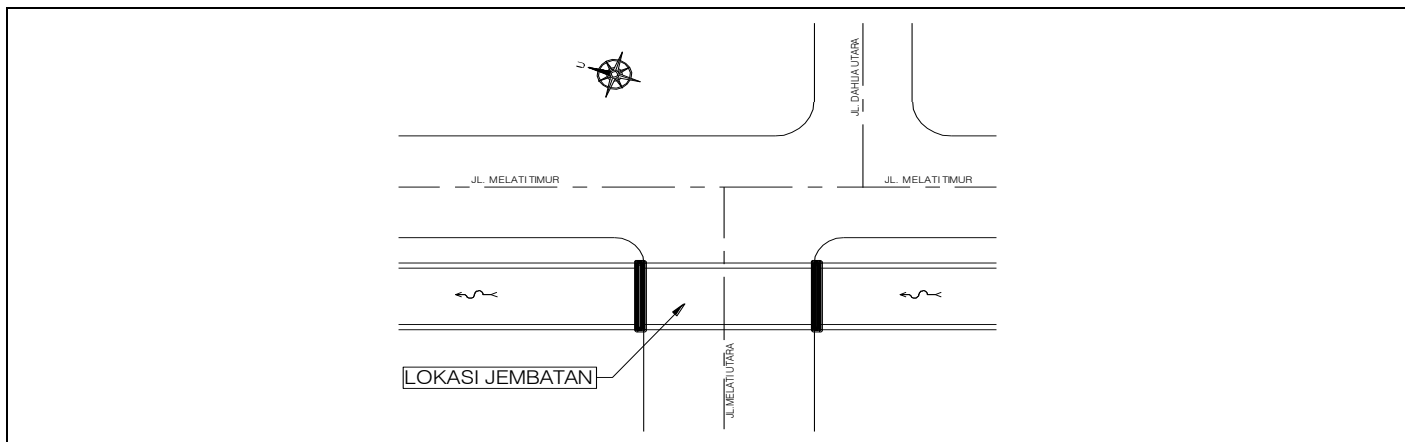 U
JL. DAHLIA UTARA
JL. MELATI TIMUR
JL. MELATI TIMUR
LOKASI JEMBATAN
JL.MELATI UTARA